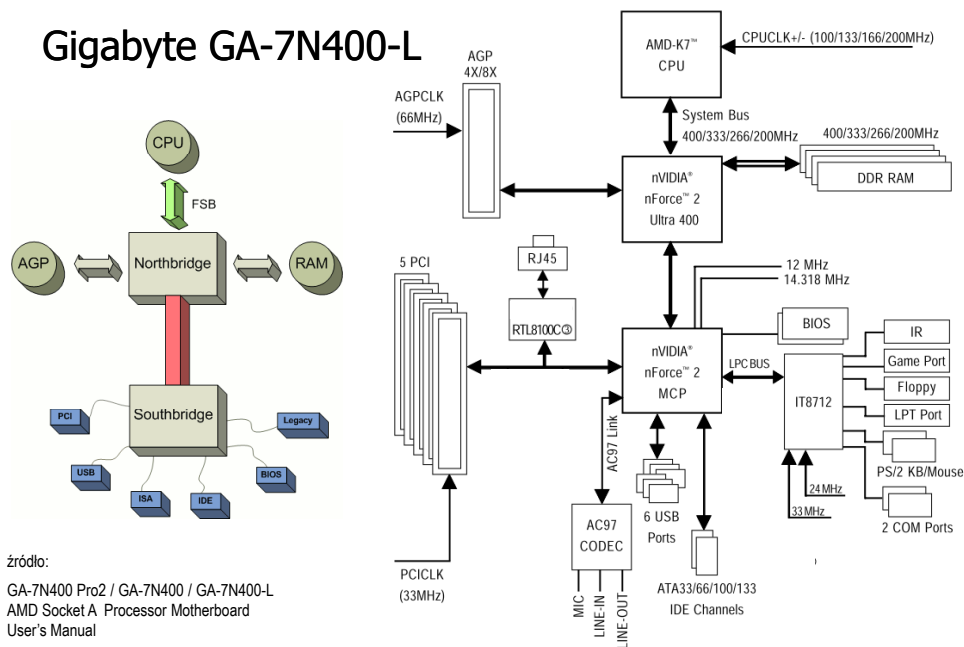 Gigabyte GA-7N400-L
CPU
FSB
AGP
Northbridge
RAM
Southbridge
PCI
USB
ISA
IDE
BIOS
Legacy
źródło:
GA-7N400 Pro2 / GA-7N400 / GA-7N400-L
AMD Socket A Processor Motherboard
User's Manual
AMD-K7™
CPU
CPUCLK+/- (100/133/166/200MHz)
AGP
4X/8X
AGPCLK
(66MHz)
System Bus
400/333/266/200MHz
400/333/266/200MHz
DDR RAM
nVIDIA®
nForce™ 2
Ultra 400
5 PCI
RJ45
RTL8100C③
12 MHz
14.318 MHz
BIOS
nVIDIA®
nForce™ 2
MCP
LPC BUS
IT8712
IR
Game Port
Floppy
LPT Port
PS/2 KB/Mouse
2 COM Ports
24 MHz
33 MHz
AC97 Link
AC97
CODEC
MIC
LINE-IN
LINE-OUT
6 USB
Ports
ATA33/66/100/133
IDE Channels
PCICLK
(33MHz)